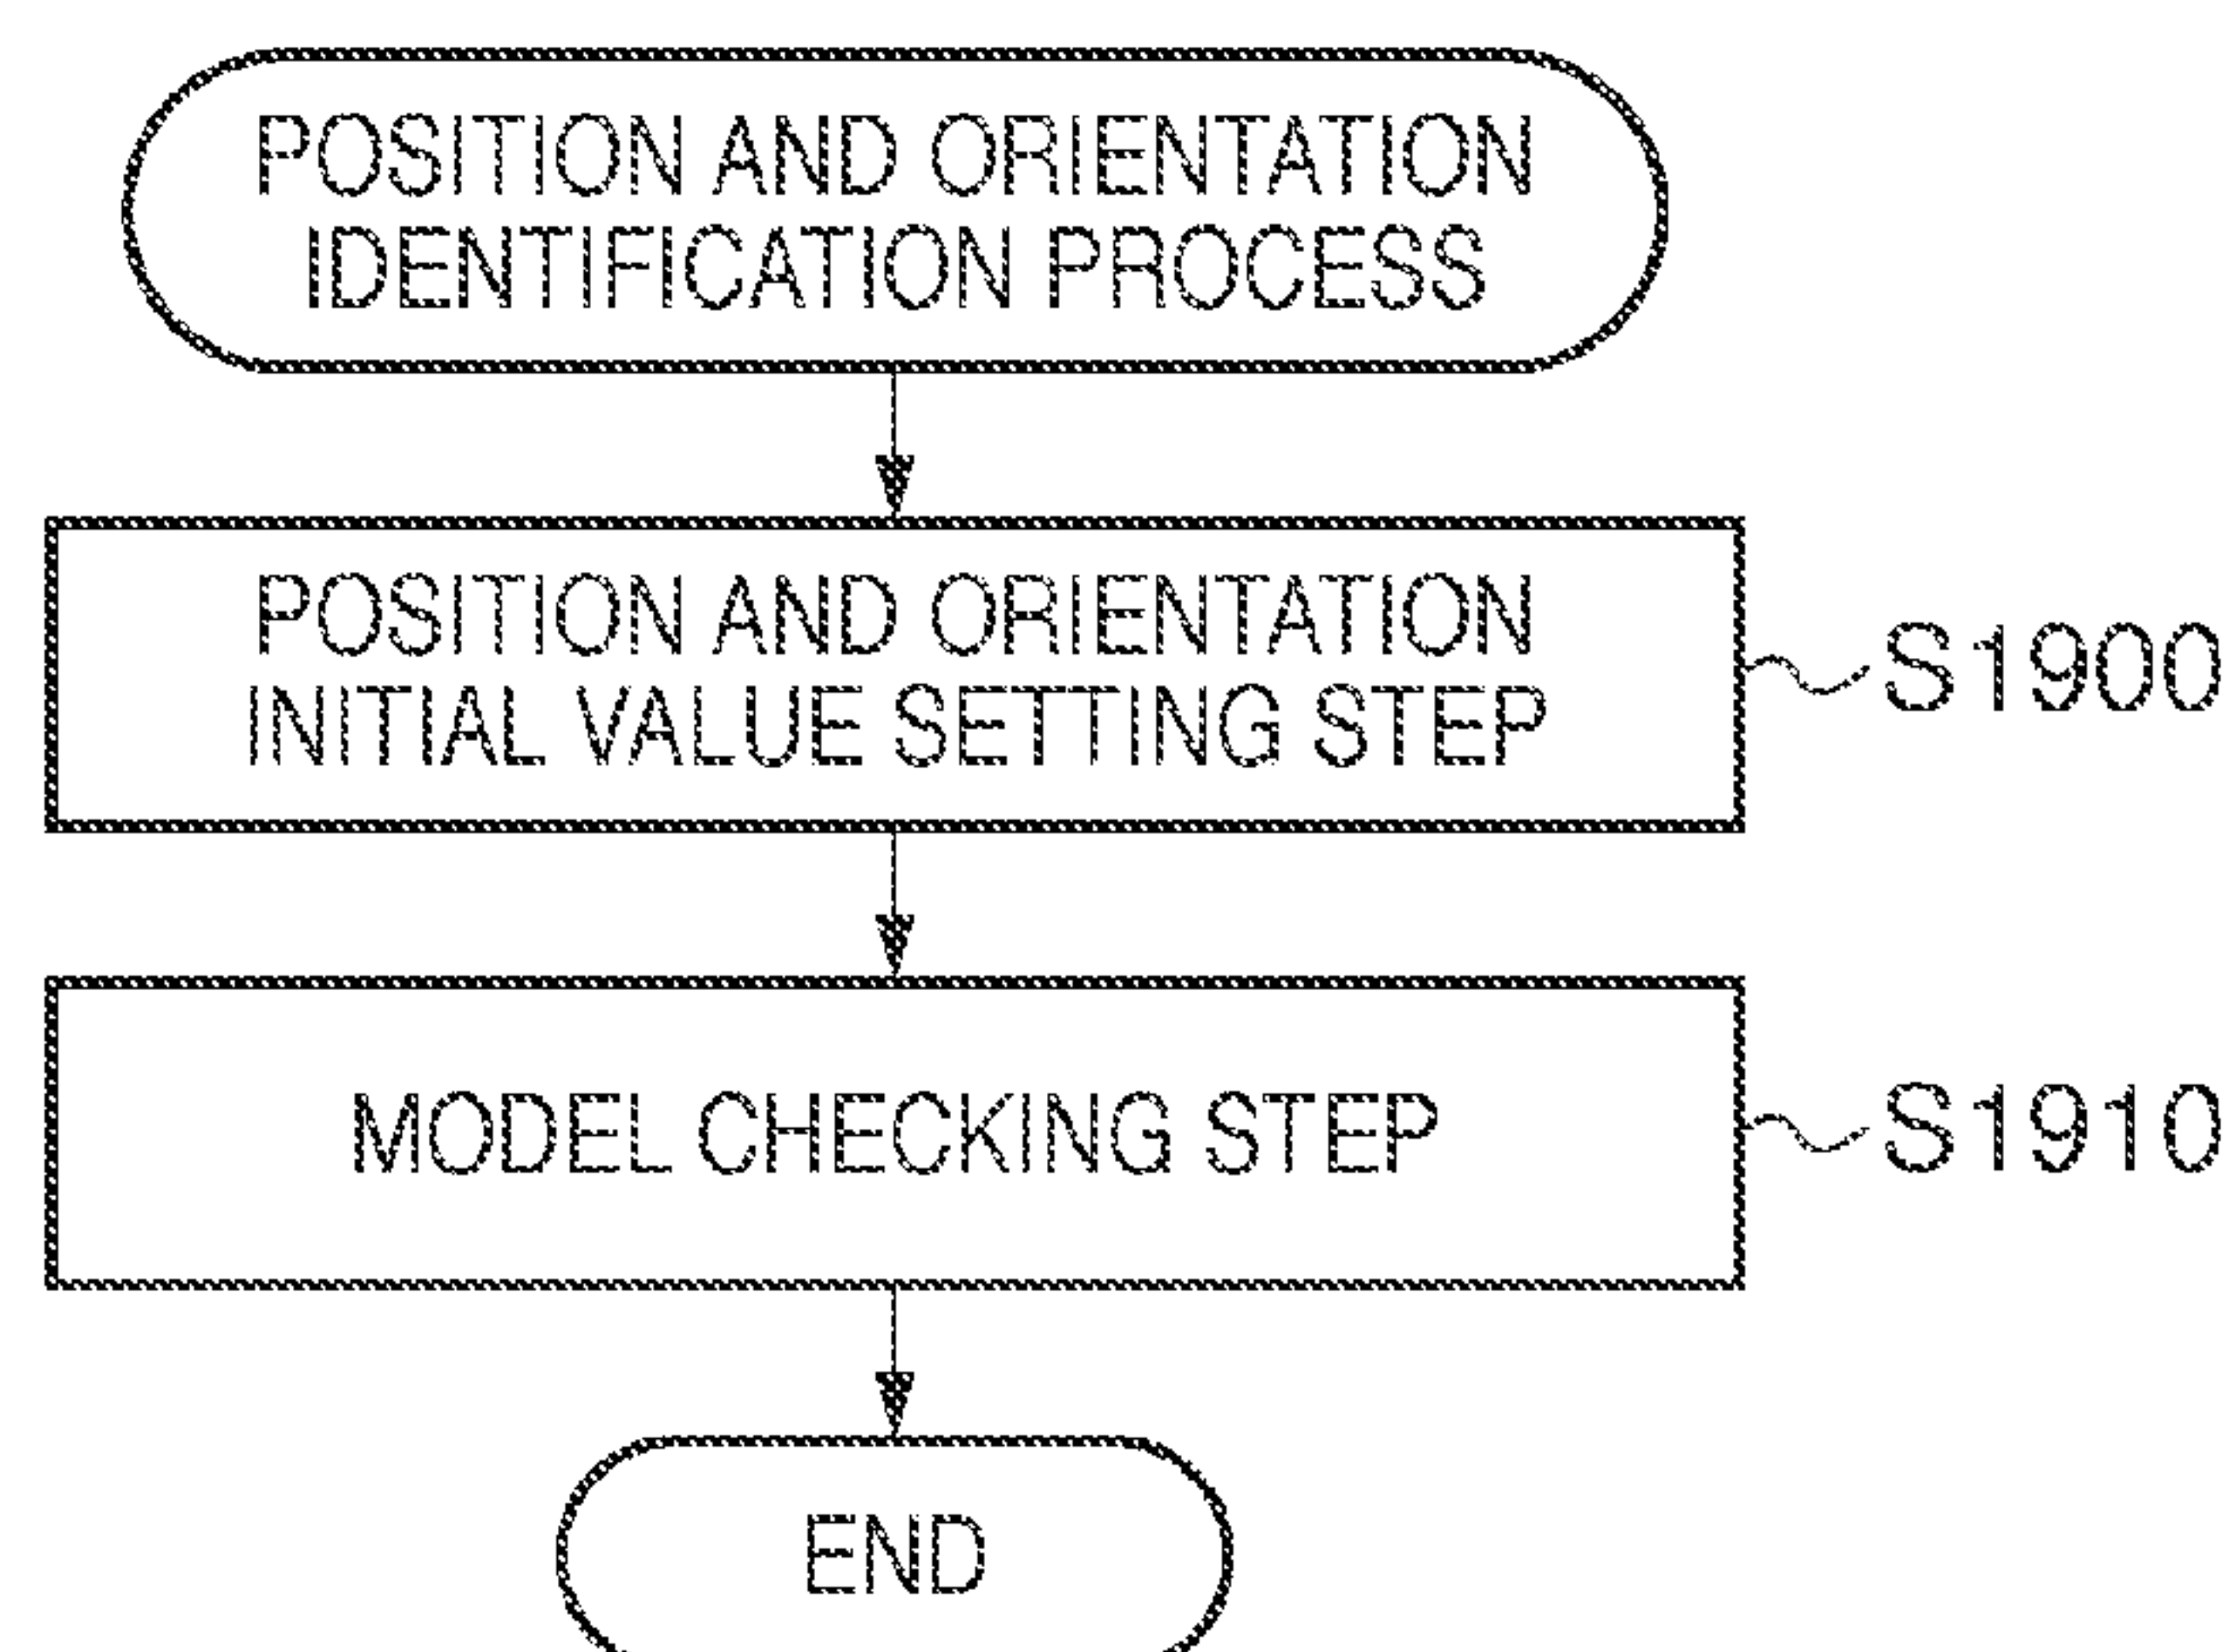 POSITION AND ORIENTATION
IDENTIFICATION PROCESS
POSITION AND ORIENTATION
INITIAL VALUE SETTING STEP
S1900
MODEL CHECKING STEP
S1910
END